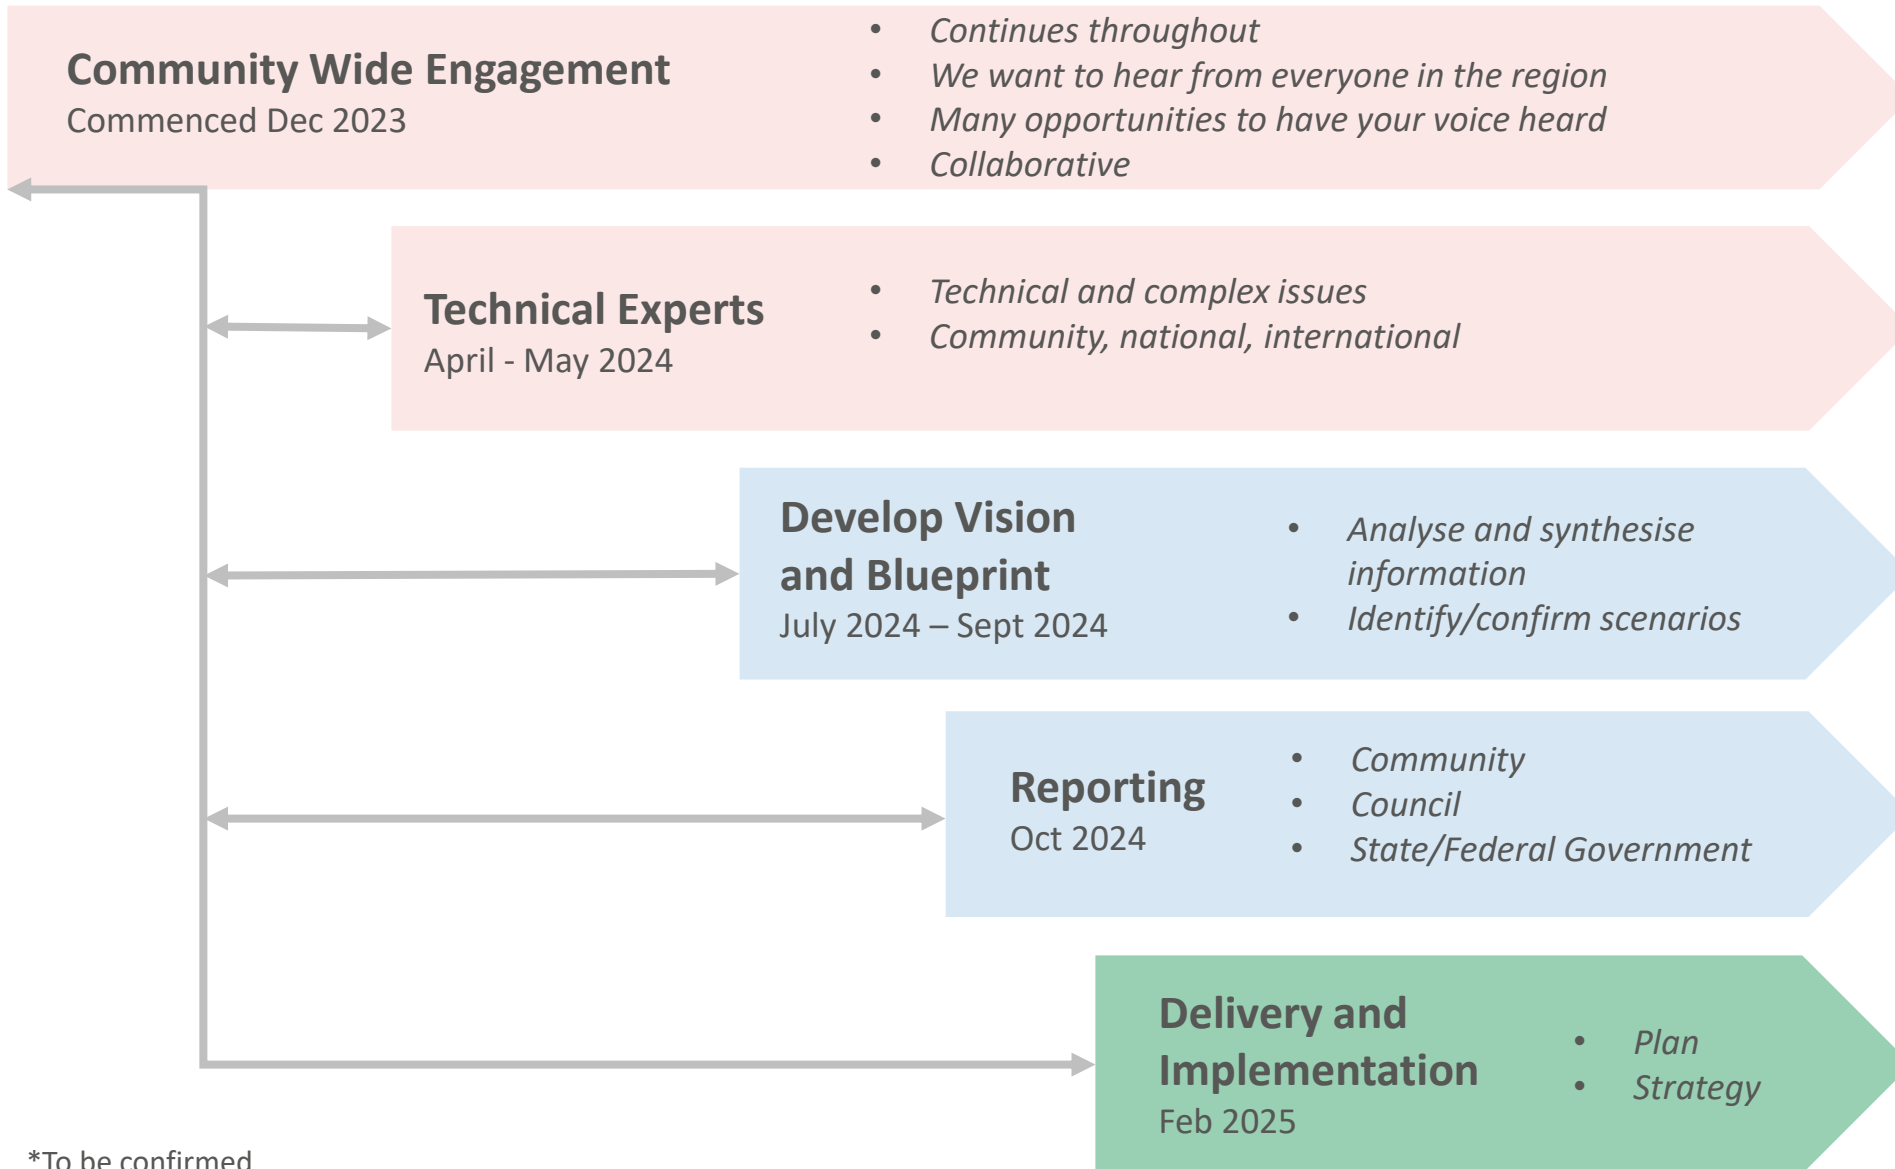 Community Wide Engagement
Commenced Dec 2023
• Continues throughout
• We want to hear from everyone in the region
• Many opportunities to have your voice heard
• Collaborative
Technical Experts
April - May 2024
• Technical and complex issues
• Community, national, international
Develop Vision
and Blueprint
July 2024 – Sept 2024
• Analyse and synthesise
information
• Identify/confirm scenarios
Reporting
Oct 2024
• Community
• Council
• State/Federal Government
Delivery and
Implementation
Feb 2025
• Plan
• Strategy
*To be confirmed